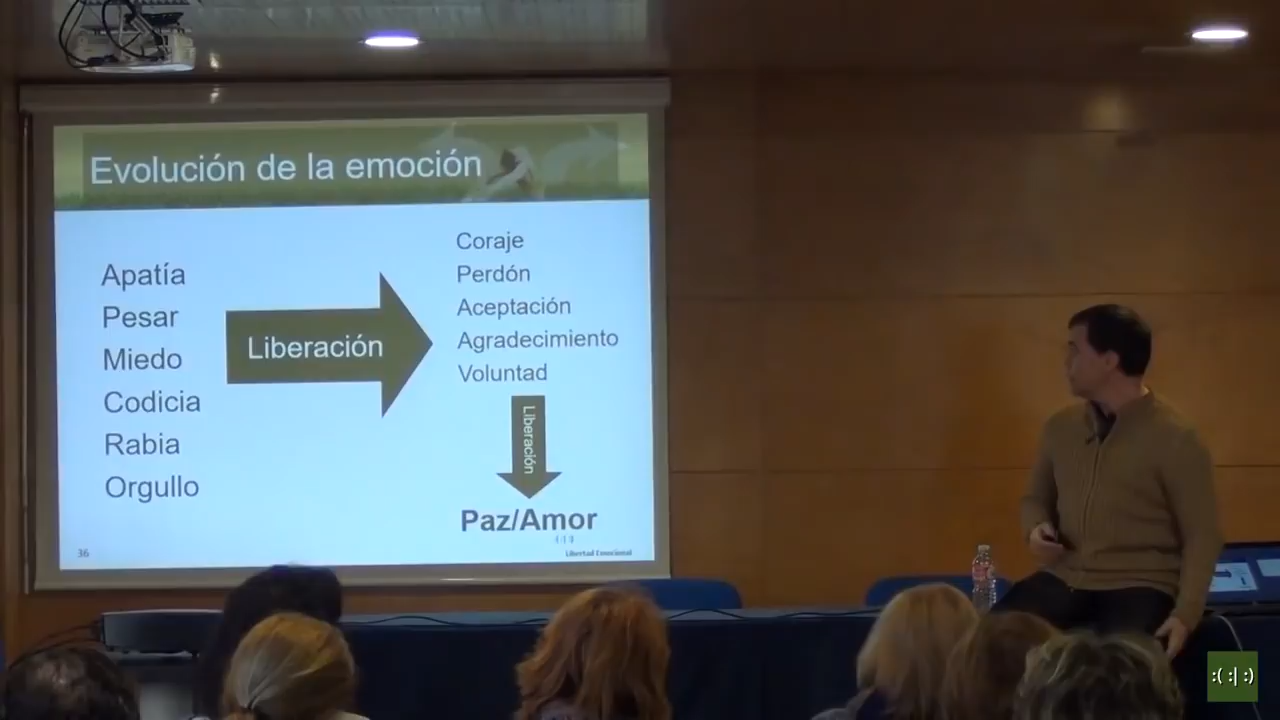 Evolución de la emoción
Apatía
Pesar
Miedo
Codicia
Rabia
Orgullo
Liberación
Coraje
Perdón
Aceptación
Agradecimiento
Voluntad
Liberación
Paz/Amor
36
Libertad Emocional
:( :| :)